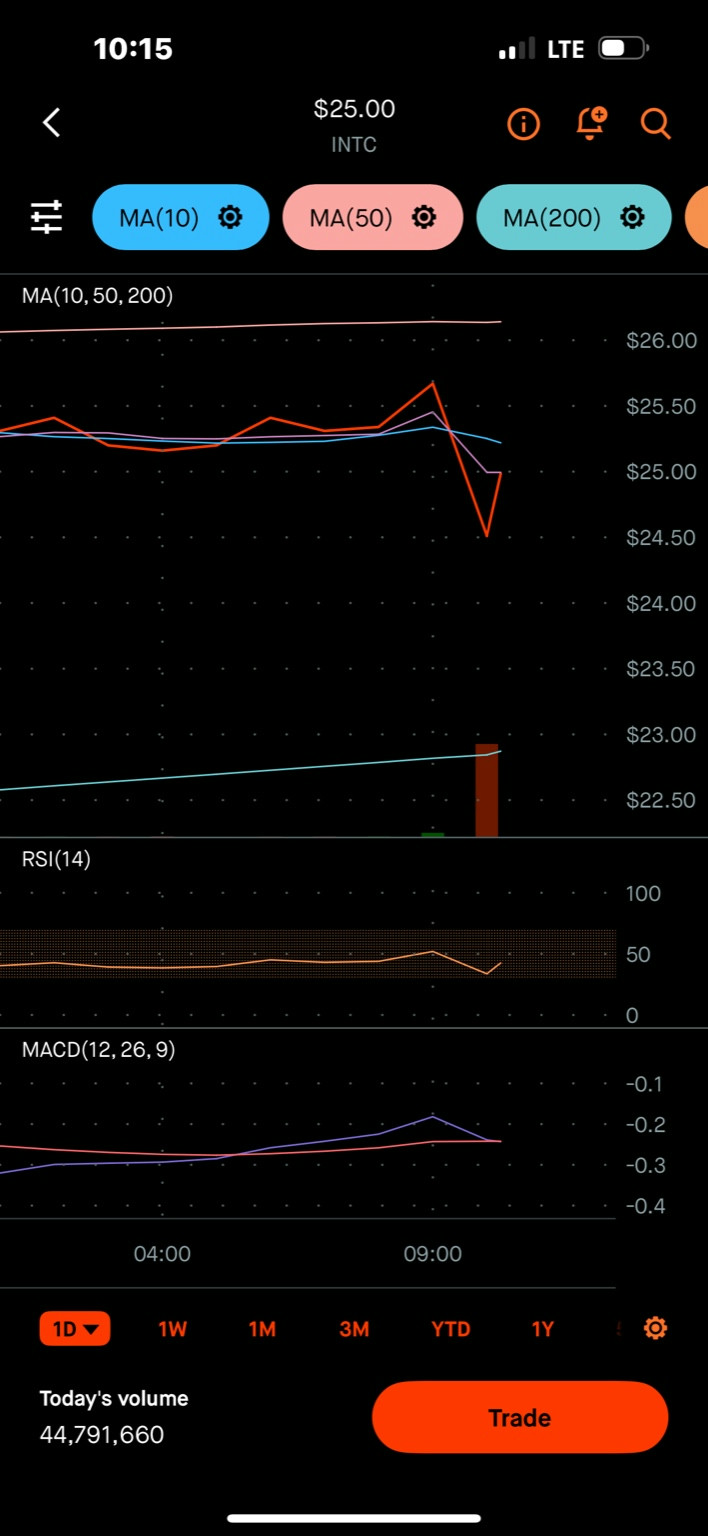 10:15
LTE
$25.00
INTC
MA(10)
MA(50)
MA(200)
MA(10,50,200)
$26.00
$25.50
$25.00
$24.50
$24.00
$23.50
$23.00
$22.50
RSI(14)
100
50
0
MACD(12,26,9)
-0.1
-0.2
-0.3
-0.4
04:00 09:00
1D 1W 1M 3M YTD 1Y
Today's volume
44,791,660
Trade